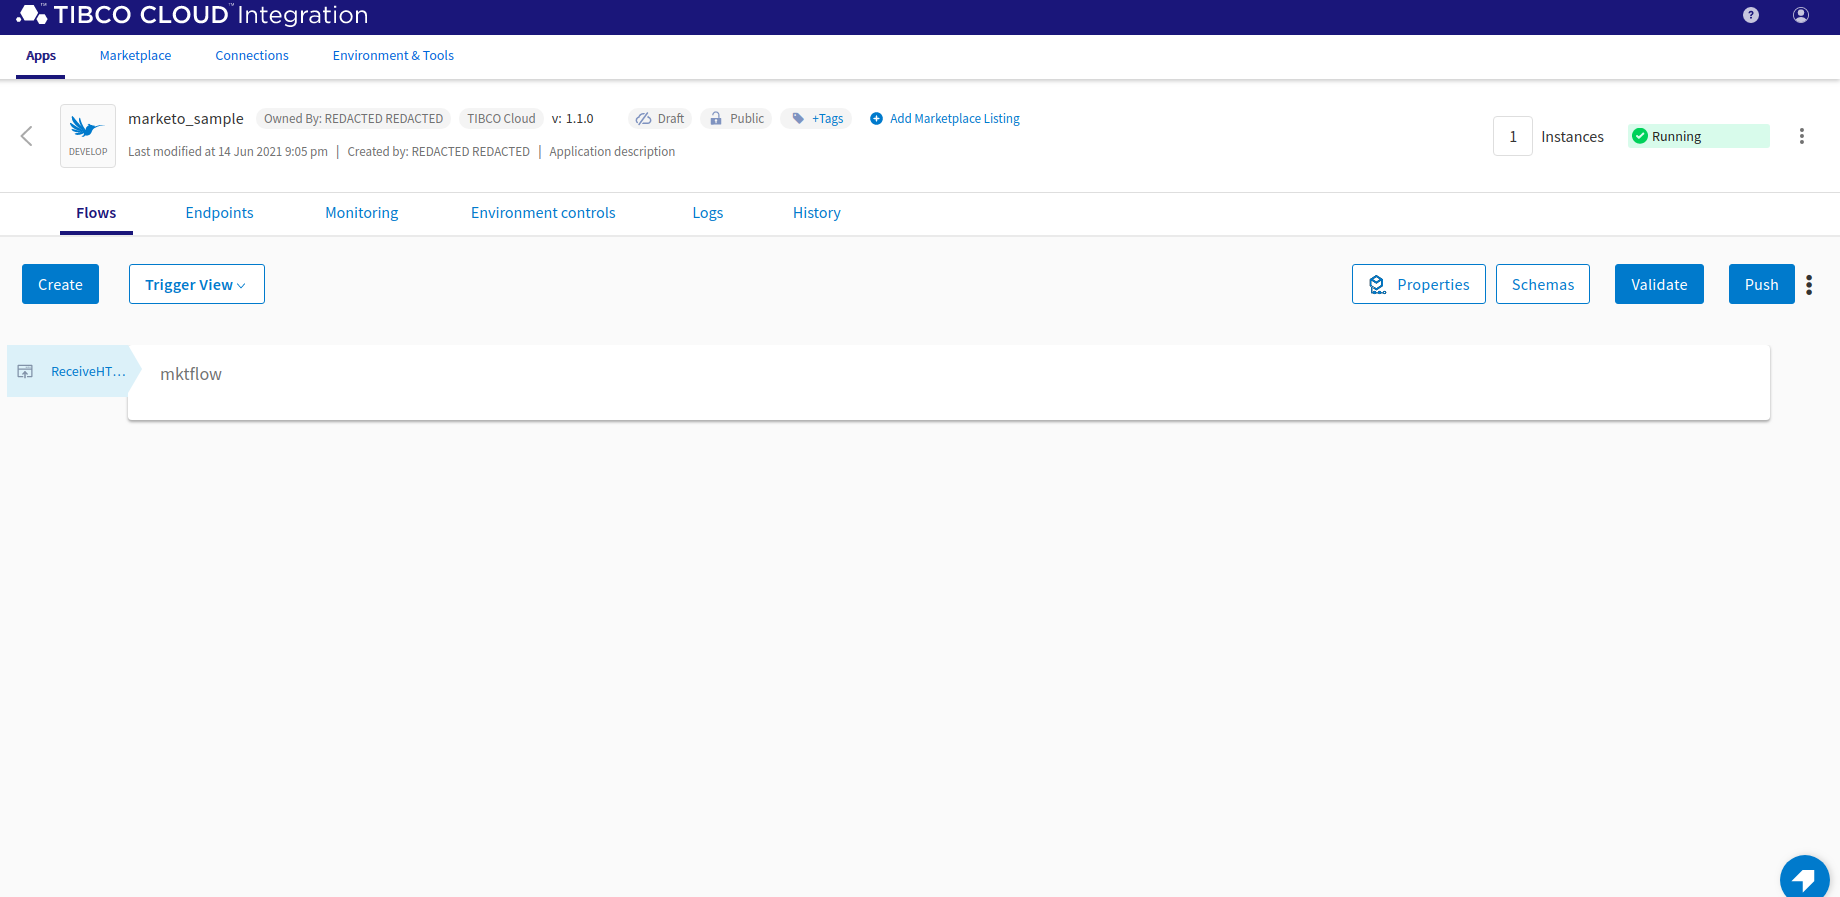 TIBCO CLOUD™ Integration
Apps Marketplace Connections Environment & Tools
marketo_sample Owned By: REDACTED REDACTED TIBCO Cloud v: 1.1.0 Draft Public +Tags Add Marketplace Listing
DEVELOP
Last modified at 14 Jun 2021 9:05 pm | Created by: REDACTED REDACTED | Application description
1 Instances Running
Flows Endpoints Monitoring Environment controls Logs History
Create Trigger View Properties Schemas Validate Push
ReceiveHT... mktflow